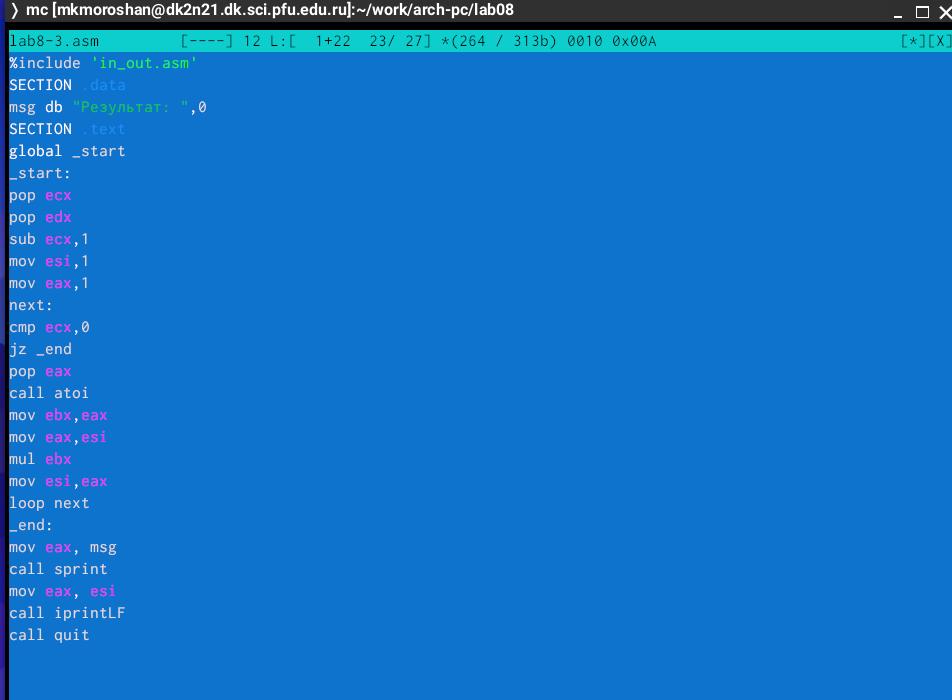 ❭ mc [mkmoroshan@dk2n21.dk.sci.pfu.edu.ru]:~/work/arch-pc/lab08
lab8-3.asm         [----] 12 L:[  1+22  23/ 27] *(264 / 313b) 0010 0x00A                           [*][X]
%include 'in_out.asm'
SECTION .data
msg db "Результат: ",0
SECTION .text
global _start
_start:
pop ecx
pop edx
sub ecx,1
mov esi,1
mov eax,1
next:
cmp ecx,0
jz _end
pop eax
call atoi
mov ebx,eax
mov eax,esi
mul ebx
mov esi,eax
loop next
_end:
mov eax, msg
call sprint
mov eax, esi
call iprintLF
call quit